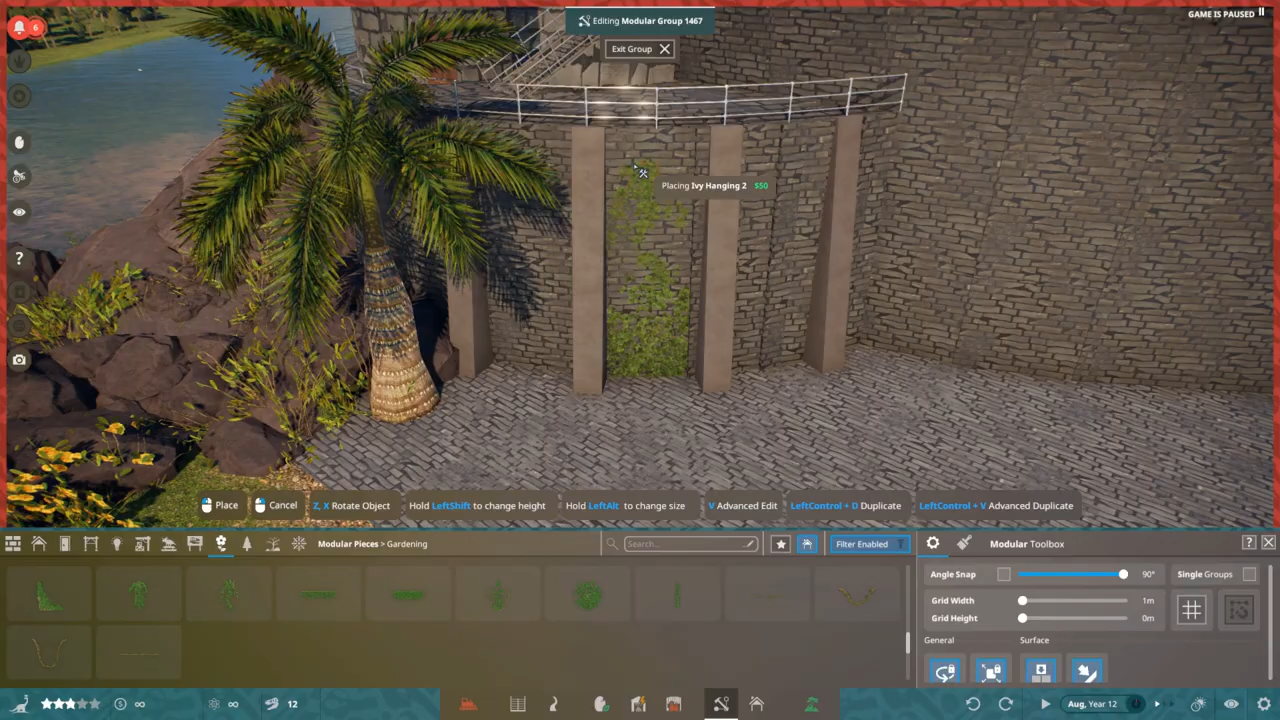 6
Editing Modular Group 1467
GAME IS PAUSED
Exit Group
Placing Ivy Hanging 2 $50
?
Place
Cancel
Z, X Rotate Object
Hold LeftShift to change height
Hold LeftAlt to change size
V Advanced Edit
LeftControl + D Duplicate
LeftControl + V Advanced Duplicate
Modular Pieces > Gardening
Search...
Filter Enabled
Modular Toolbox
?
Angle Snap
90°
Single Groups
Grid Width
1m
Grid Height
0m
General
Surface
12
Aug, Year 12